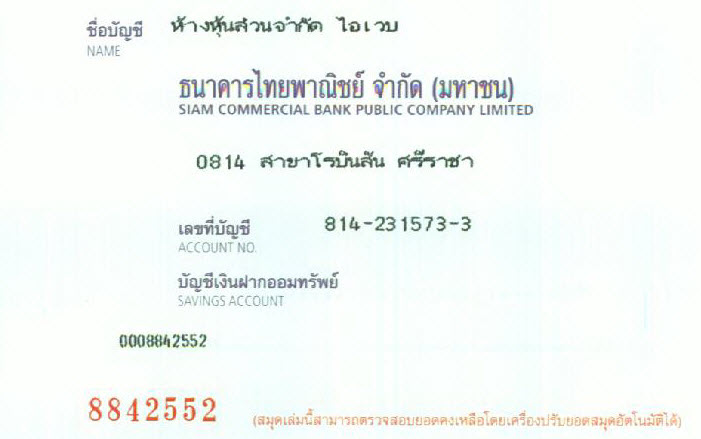 ชื่อบัญชี ห้างหุ้นส่วนจำกัด ไอเวบ
NAME
ธนาคารไทยพาณิชย์ จำกัด (มหาชน)
SIAM COMMERCIAL BANK PUBLIC COMPANY LIMITED
0814 สาขาโรบินสัน ศรีราชา
เลขที่บัญชี 814-231573-3
ACCOUNT NO.
บัญชีเงินฝากออมทรัพย์
SAVINGS ACCOUNT
0008842552
8842552 (สมุดเล่มนี้สามารถตรวจสอบยอดคงเหลือโดยเครื่องปรับยอดสมุดอัตโนมัติได้)